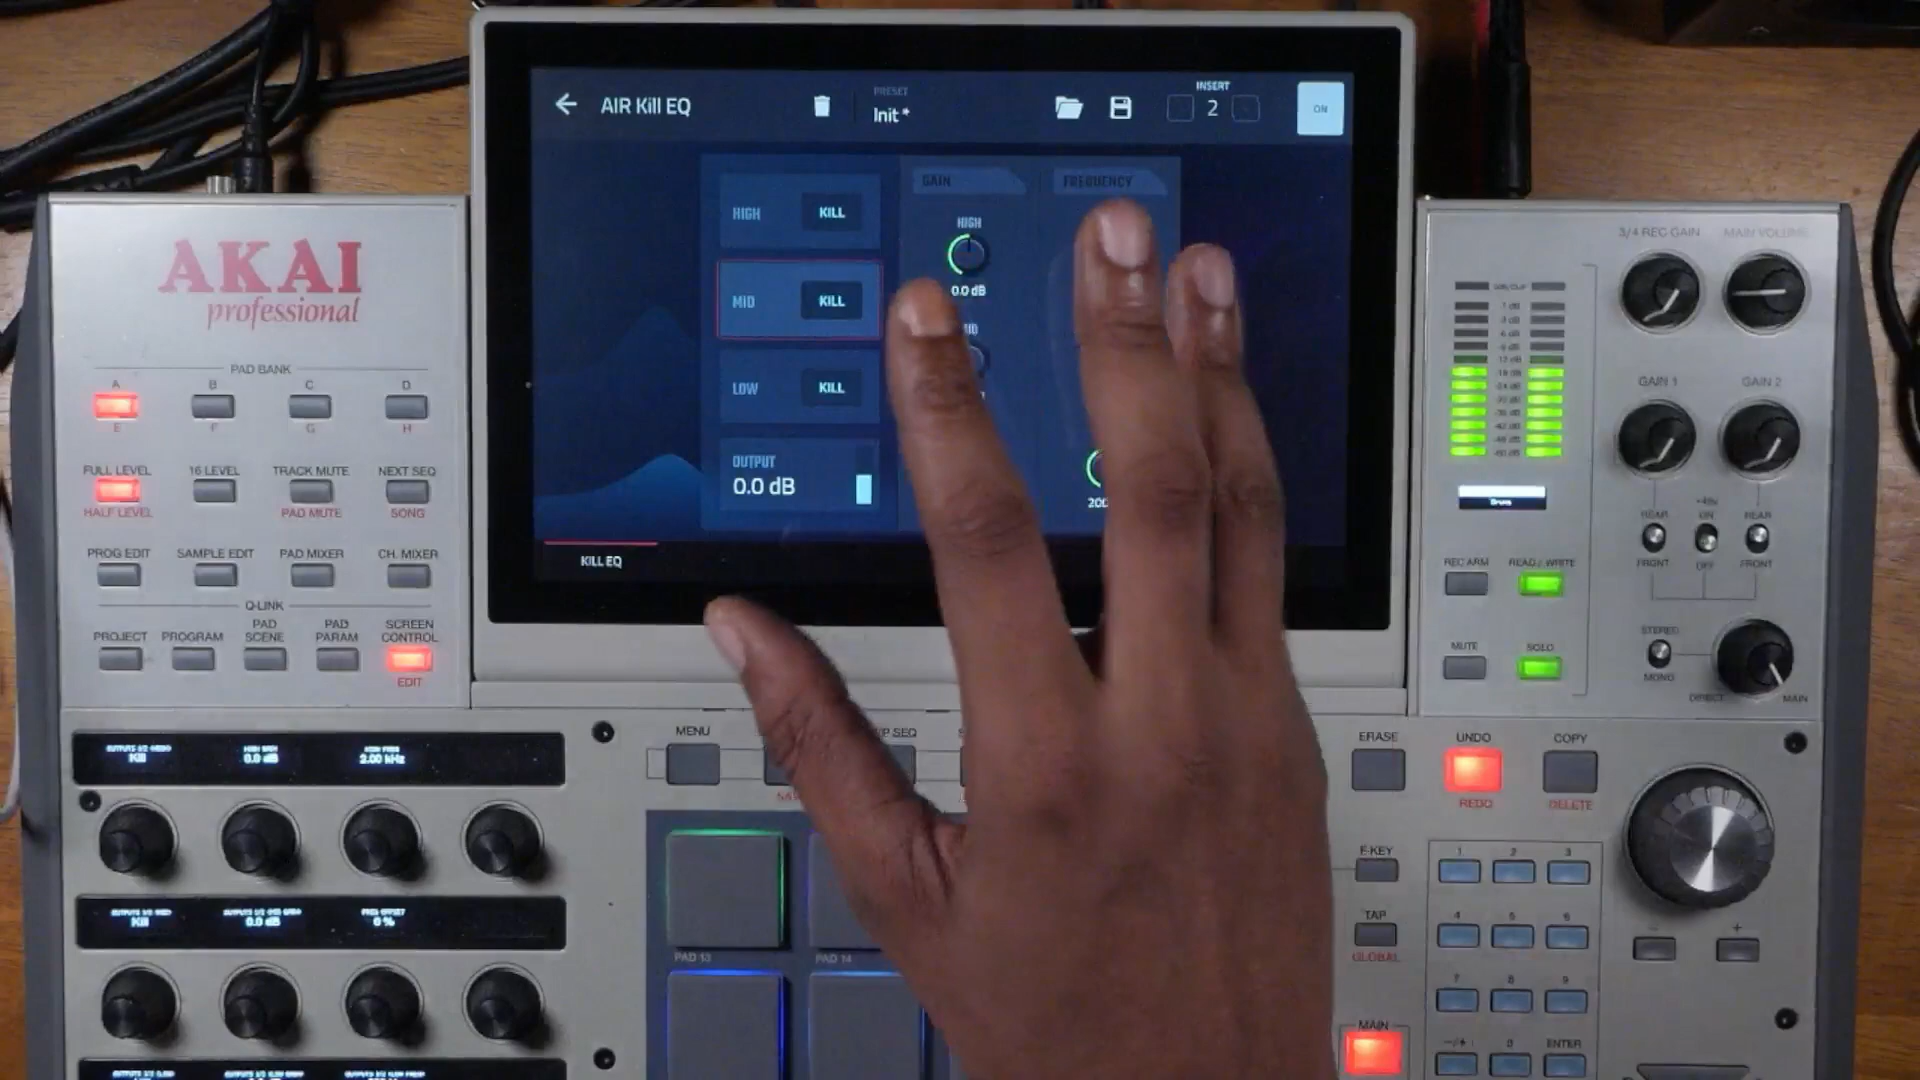 AIR Kill EQ
PRESET
Init*
INSERT
2
ON
HIGH KILL
MID KILL
LOW KILL
OUTPUT
0.0 dB
GAIN
HIGH
0.0 dB
FREQUENCY
KILL EQ
AKAI
professional
PAD BANK
A B C D
E F G H
FULL LEVEL 16 LEVEL TRACK MUTE NEXT SEQ
HALF LEVEL PAD MUTE SONG
PROG EDIT SAMPLE EDIT PAD MIXER CH. MIXER
Q-LINK
PROJECT PROGRAM PAD SCENE PAD PARAM SCREEN CONTROL
EDIT
3/4 REC GAIN MAIN VOLUME
GAIN 1 GAIN 2
+48v
REAR ON REAR
FRONT OFF FRONT
REC ARM READ / WRITE
MUTE SOLO
STEREO
MONO
DIRECT MAIN
Kill 0.0 dB 2.00 kHz
Kill 0.0 dB 0 %
MENU
ERASE UNDO COPY
REDO DELETE
PAD 13 PAD 14
TAP
GLOBAL
MAIN
1 2 3
4 5 6
7 8 9
0 ENTER
- +